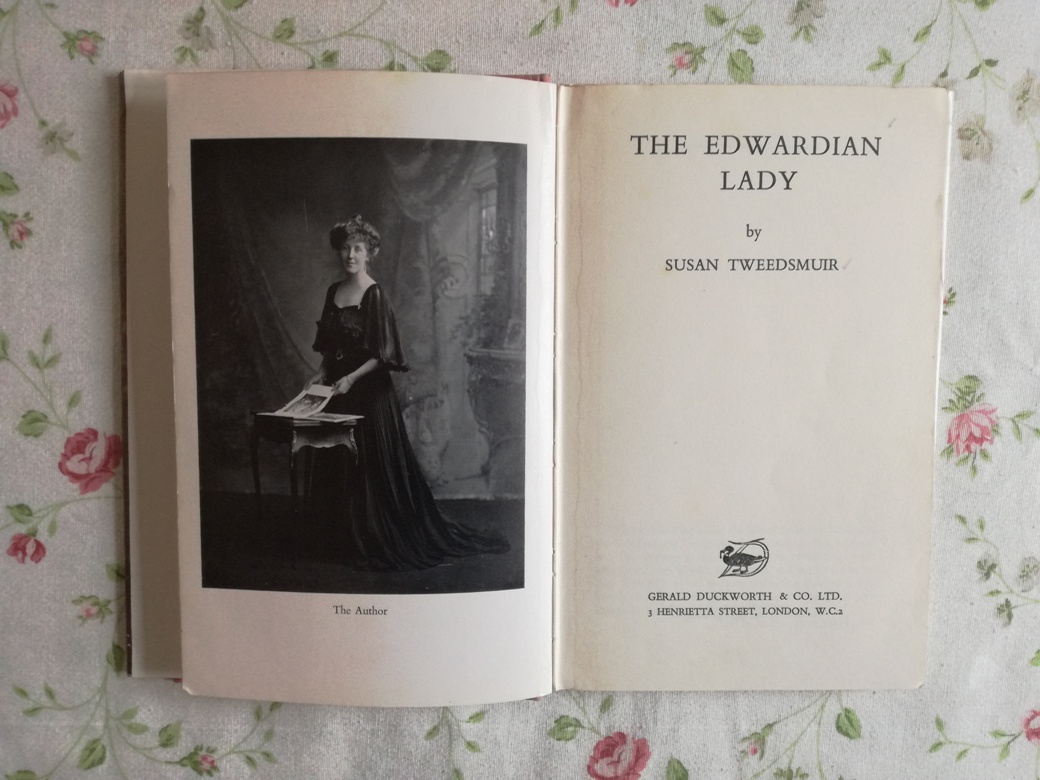 The Author
THE EDWARDIAN
LADY
by
SUSAN TWEEDSMUIR
GERALD DUCKWORTH & CO. LTD.
3 HENRIETTA STREET, LONDON, W.C.2